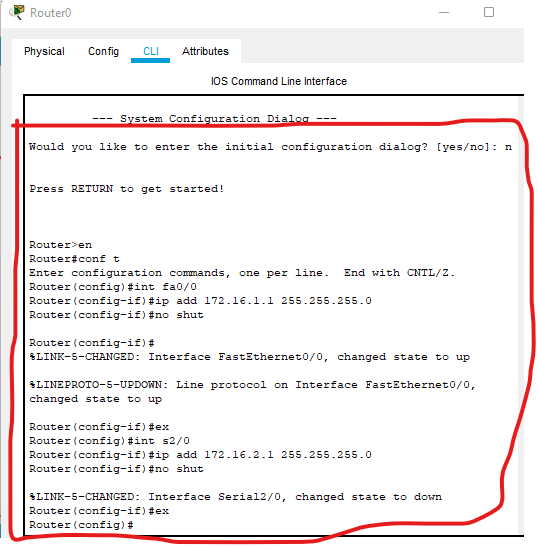 Router0
Physical Config CLI Attributes
IOS Command Line Interface
--- System Configuration Dialog ---
Would you like to enter the initial configuration dialog? [yes/no]: n
Press RETURN to get started!
Router>en
Router#conf t
Enter configuration commands, one per line.  End with CNTL/Z.
Router(config)#int fa0/0
Router(config-if)#ip add 172.16.1.1 255.255.255.0
Router(config-if)#no shut
Router(config-if)#
%LINK-5-CHANGED: Interface FastEthernet0/0, changed state to up
%LINEPROTO-5-UPDOWN: Line protocol on Interface FastEthernet0/0,
changed state to up
Router(config-if)#ex
Router(config)#int s2/0
Router(config-if)#ip add 172.16.2.1 255.255.255.0
Router(config-if)#no shut
%LINK-5-CHANGED: Interface Serial2/0, changed state to down
Router(config-if)#ex
Router(config)#